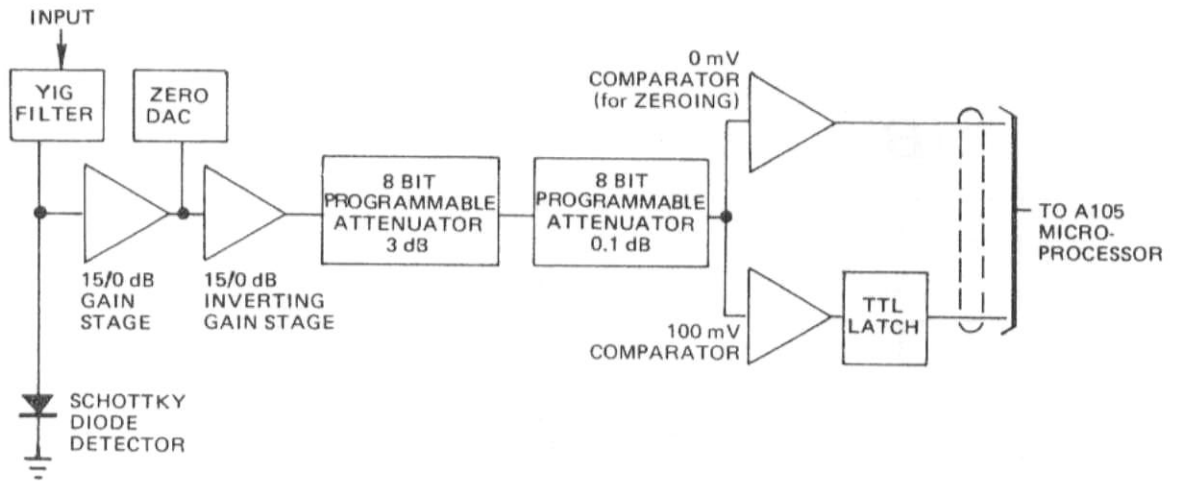 INPUT
YIG
FILTER
ZERO
DAC
15/0 dB
GAIN
STAGE
15/0 dB
INVERTING
GAIN STAGE
8 BIT
PROGRAMMABLE
ATTENUATOR
3 dB
8 BIT
PROGRAMMABLE
ATTENUATOR
0.1 dB
0 mV
COMPARATOR
(for ZEROING)
100 mV
COMPARATOR
TTL
LATCH
TO A105
MICRO-
PROCESSOR
SCHOTTKY
DIODE
DETECTOR